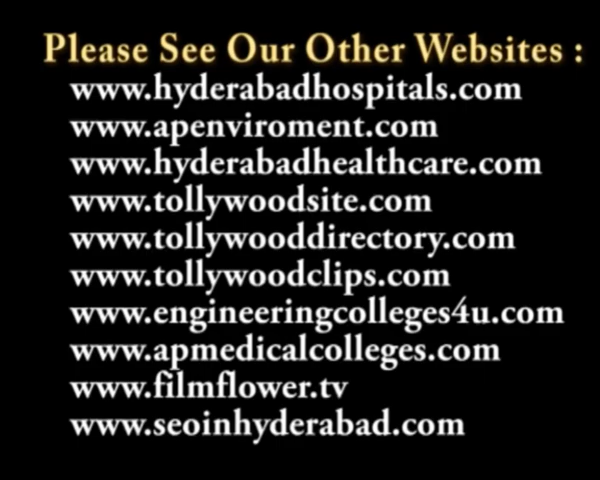 Please See Our Other Websites :
www.hyderabadhospitals.com
www.apenviroment.com
www.hyderabadhealthcare.com
www.tollywoodsite.com
www.tollywooddirectory.com
www.tollywoodclips.com
www.engineeringcolleges4u.com
www.apmedicalcolleges.com
www.filmflower.tv
www.seoinhyderabad.com